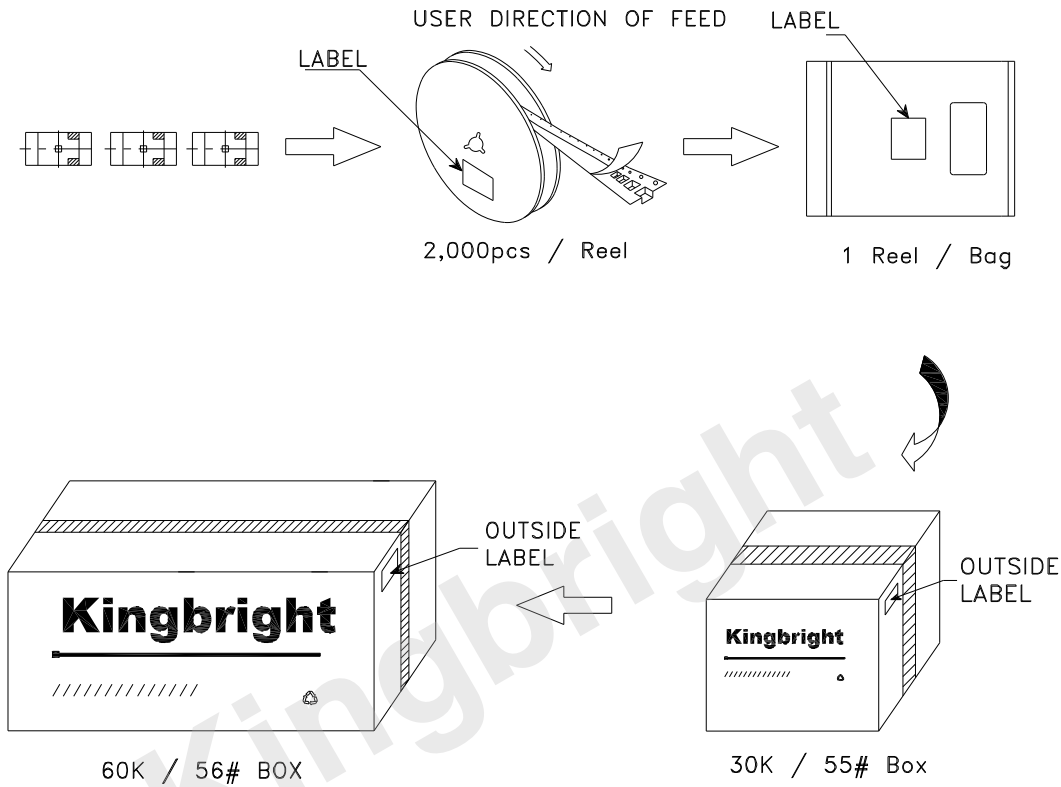 USER DIRECTION OF FEED
LABEL
LABEL
2,000pcs / Reel
1 Reel / Bag
OUTSIDE
LABEL
OUTSIDE
LABEL
Kingbright
Kingbright
60K / 56# BOX
30K / 55# Box
Kingbright